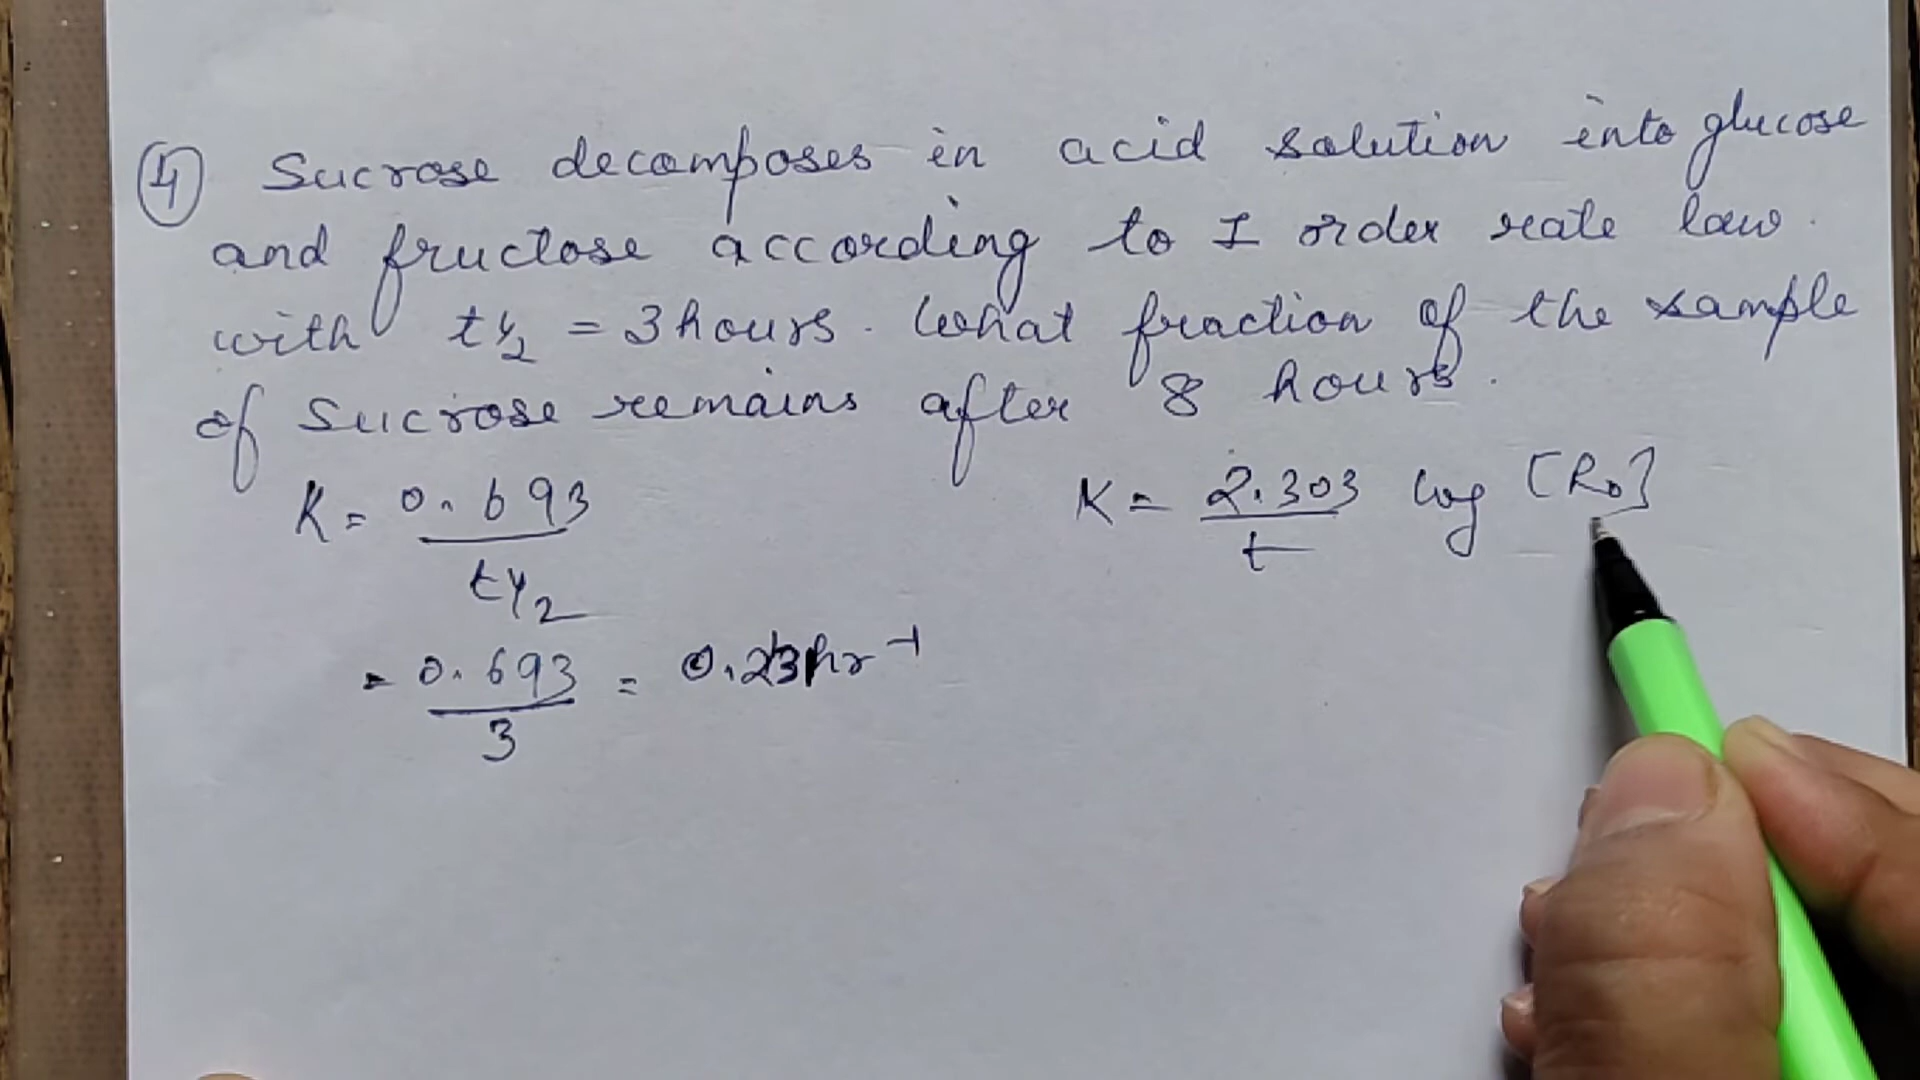 ④ Sucrose decomposes in acid solution into glucose
and fructose according to I order rate law.
with t½ = 3 hours. What fraction of the sample
of Sucrose remains after 8 hours.
K = 0.693 / t½
K = 2.303 / t log [R₀]
= 0.693 / 3 = 0.23 hr⁻¹